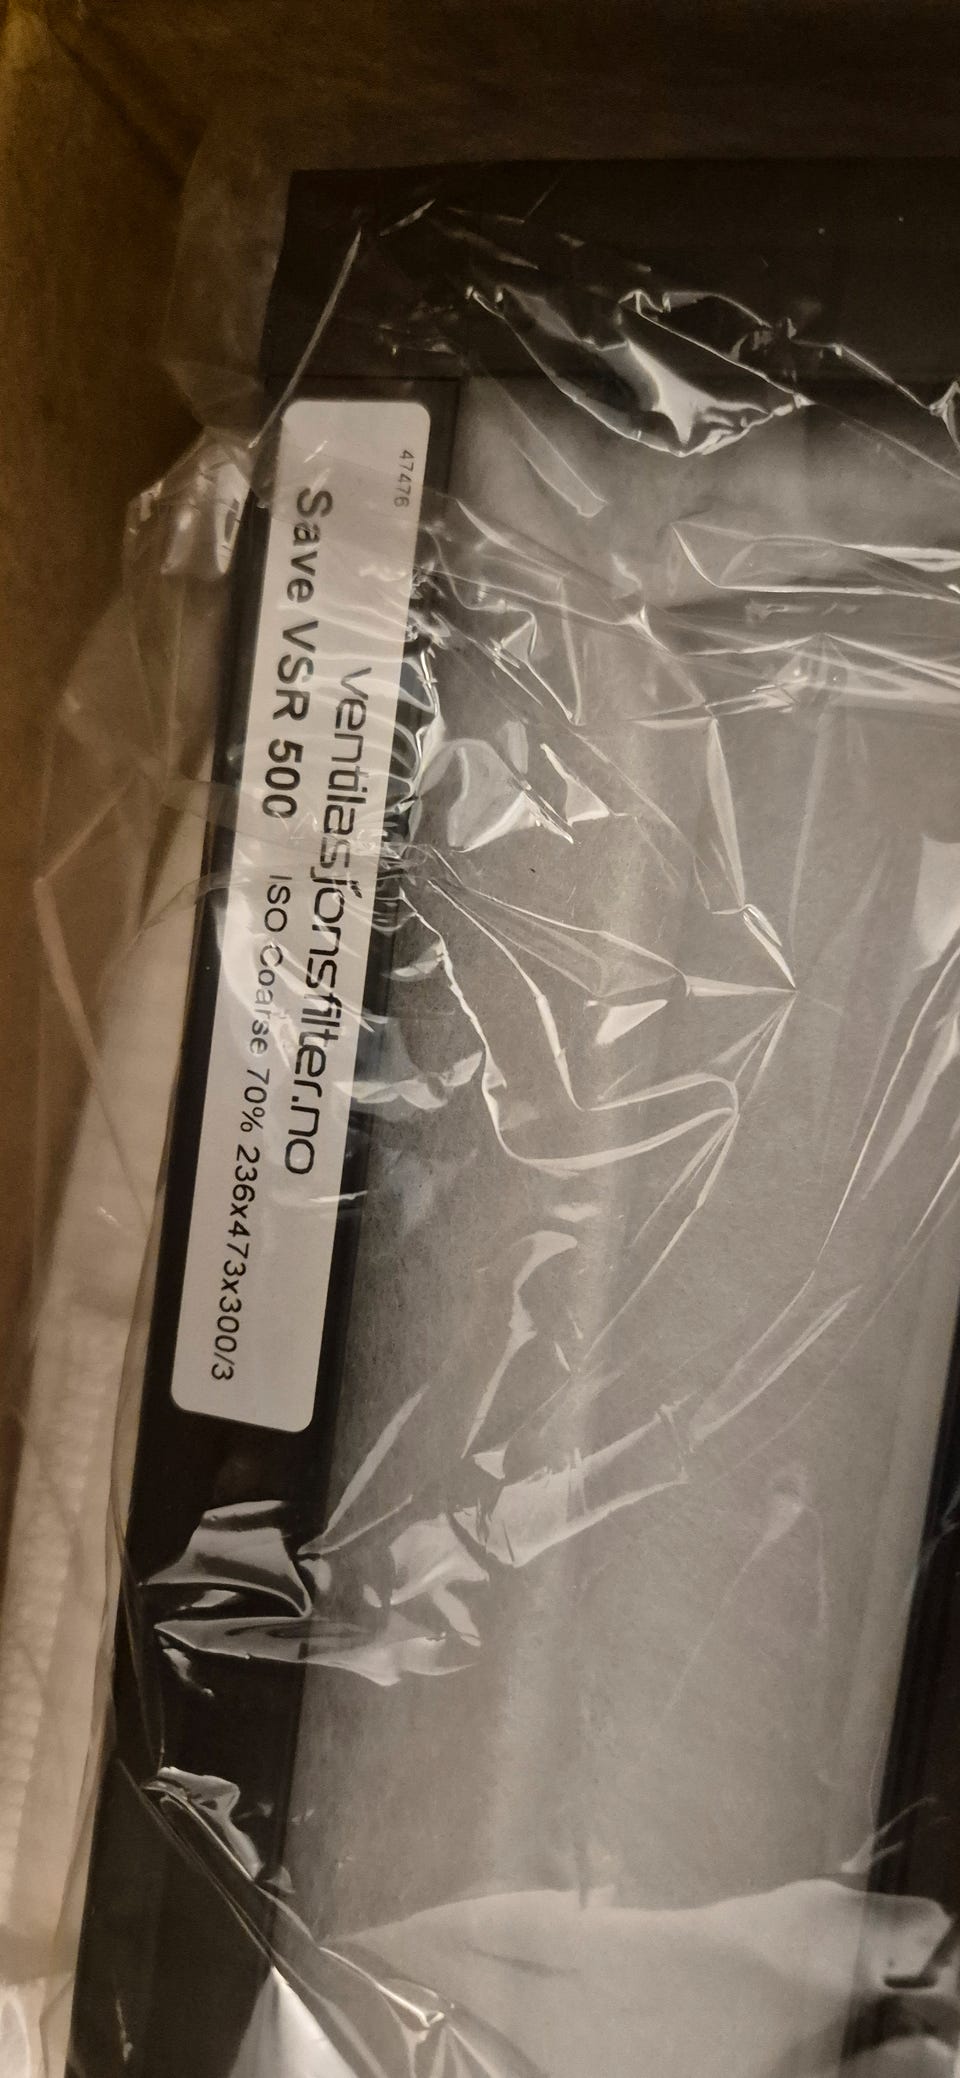 47476
ventilasjonsfilter.no
Save VSR 500 ISO Coarse 70% 236x473x300/3